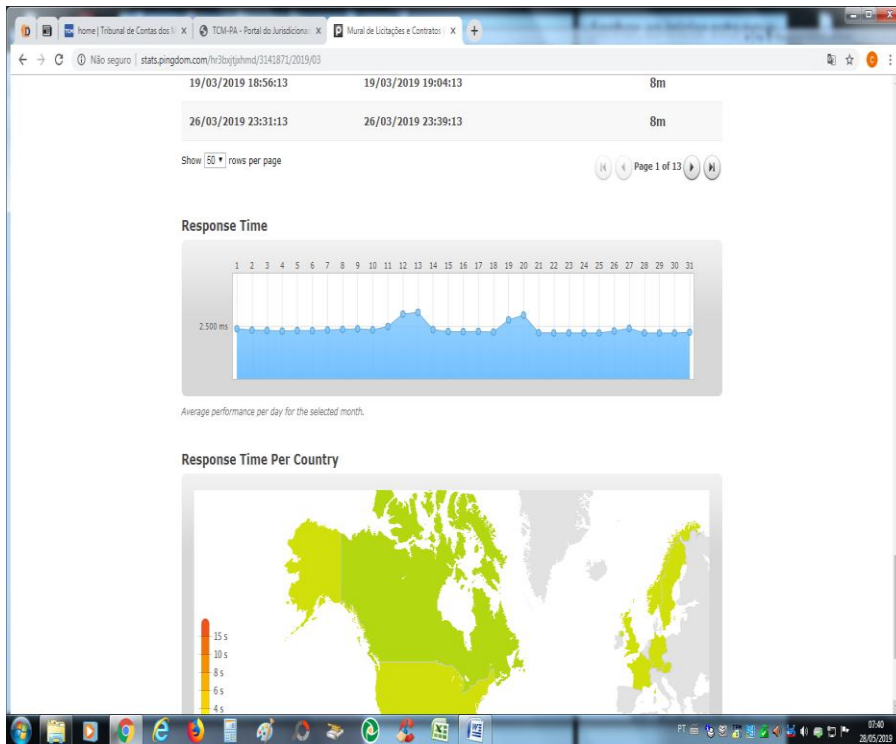 home | Tribunal de Contas dos M
TCM-PA - Portal do Jurisdicionad
Mural de Licitações e Contratos |
Não seguro | stats.pingdom.com/hr3bxjtjxhmd/3141871/2019/03
19/03/2019 18:56:13 19/03/2019 19:04:13 8m
26/03/2019 23:31:13 26/03/2019 23:39:13 8m
Show 50 rows per page Page 1 of 13
Response Time
1 2 3 4 5 6 7 8 9 10 11 12 13 14 15 16 17 18 19 20 21 22 23 24 25 26 27 28 29 30 31
2.500 ms
Average performance per day for the selected month.
Response Time Per Country
15 s
10 s
8 s
6 s
4 s
PT
07:40
28/05/2019